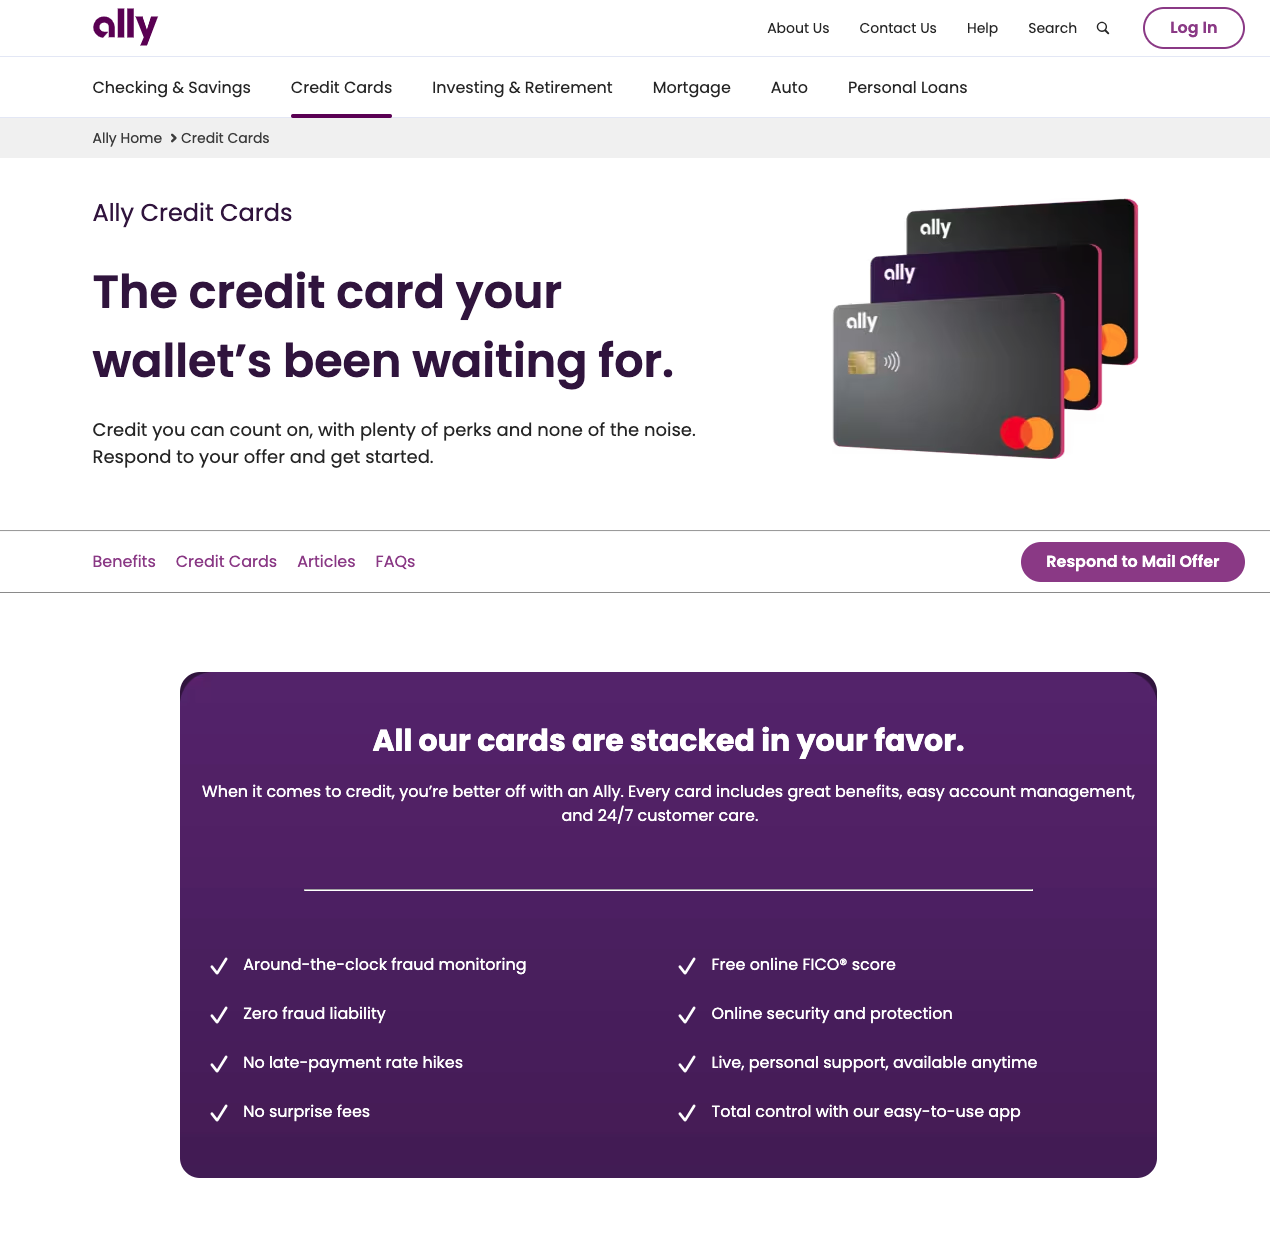 ally
About Us Contact Us Help Search Log In
Checking & Savings Credit Cards Investing & Retirement Mortgage Auto Personal Loans
Ally Home > Credit Cards
Ally Credit Cards
The credit card your
wallet’s been waiting for.
Credit you can count on, with plenty of perks and none of the noise.
Respond to your offer and get started.
ally
ally
ally
Benefits Credit Cards Articles FAQs Respond to Mail Offer
All our cards are stacked in your favor.
When it comes to credit, you’re better off with an Ally. Every card includes great benefits, easy account management,
and 24/7 customer care.
Around-the-clock fraud monitoring
Zero fraud liability
No late-payment rate hikes
No surprise fees
Free online FICO® score
Online security and protection
Live, personal support, available anytime
Total control with our easy-to-use app